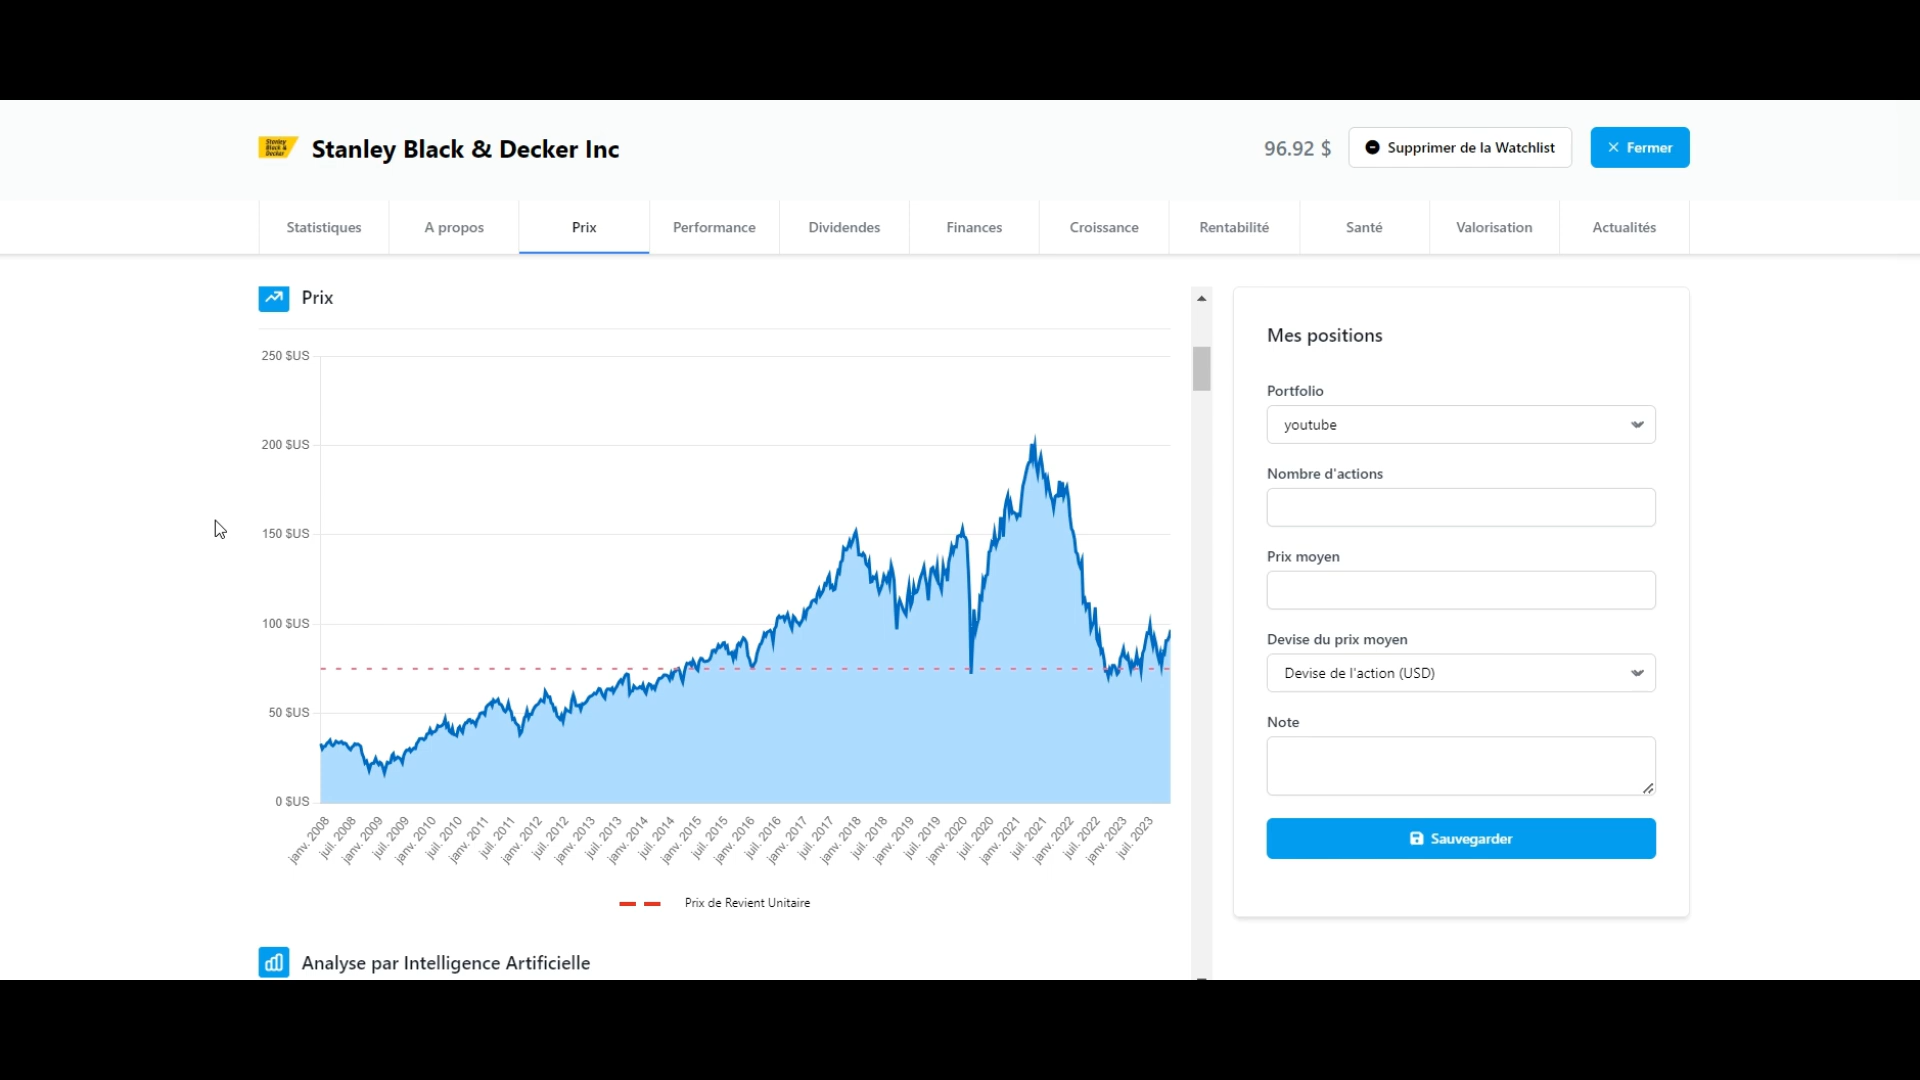 Stanley
Black &
Decker
Stanley Black & Decker Inc
96.92 $
Supprimer de la Watchlist
Fermer
Statistiques
A propos
Prix
Performance
Dividendes
Finances
Croissance
Rentabilité
Santé
Valorisation
Actualités
Prix
250 $US
200 $US
150 $US
100 $US
50 $US
0 $US
janv. 2008
juil. 2008
janv. 2009
juil. 2009
janv. 2010
juil. 2010
janv. 2011
juil. 2011
janv. 2012
juil. 2012
janv. 2013
juil. 2013
janv. 2014
juil. 2014
janv. 2015
juil. 2015
janv. 2016
juil. 2016
janv. 2017
juil. 2017
janv. 2018
juil. 2018
janv. 2019
juil. 2019
janv. 2020
juil. 2020
janv. 2021
juil. 2021
janv. 2022
juil. 2022
janv. 2023
juil. 2023
Prix de Revient Unitaire
Analyse par Intelligence Artificielle
Mes positions
Portfolio
youtube
Nombre d'actions
Prix moyen
Devise du prix moyen
Devise de l'action (USD)
Note
Sauvegarder